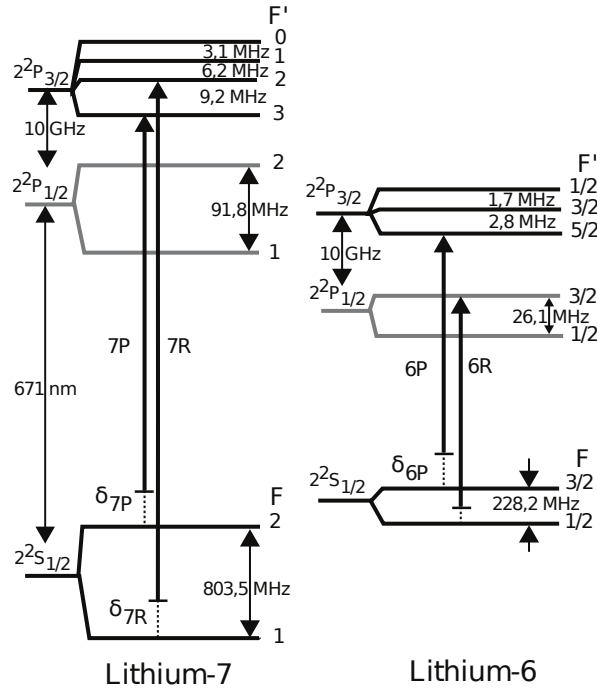 F'
0
3,1 MHz
1
6,2 MHz
2
2²P3/2
9,2 MHz
3
10 GHz
2
2²P1/2
91,8 MHz
1
7P
7R
671 nm
δ7P
F
2
2²S1/2
803,5 MHz
δ7R
1
Lithium-7
F'
1/2
2²P3/2
1,7 MHz
3/2
2,8 MHz
5/2
10 GHz
2²P1/2
3/2
26,1 MHz
1/2
6P
6R
δ6P
F
3/2
2²S1/2
228,2 MHz
1/2
Lithium-6